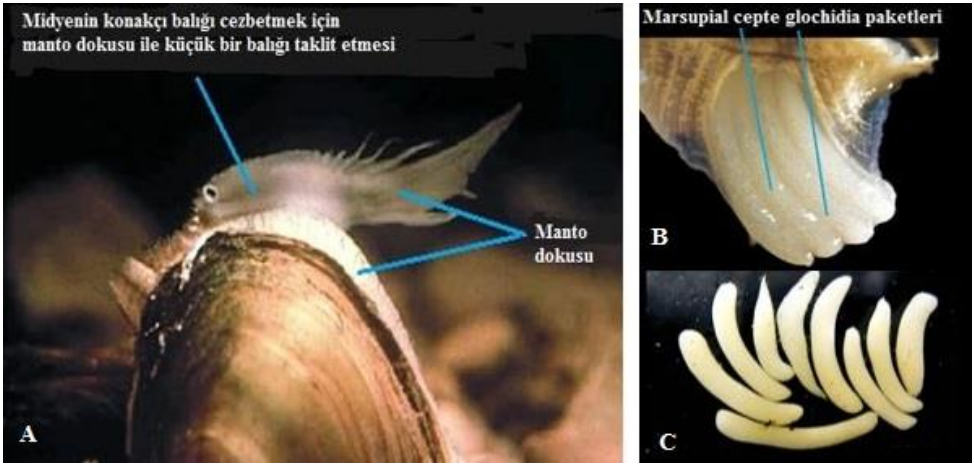 Midyenin konakçı balığı cezbetmek için
manto dokusu ile küçük bir balığı taklit etmesi
Manto
dokusu
A
Marsupial cepte glochidia paketleri
B
C